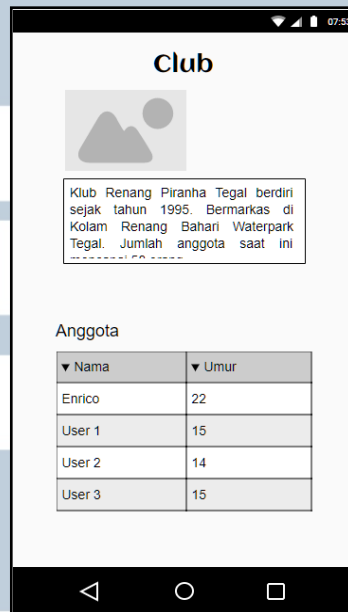 07:53
Club
Klub Renang Piranha Tegal berdiri
sejak tahun 1995. Bermarkas di
Kolam Renang Bahari Waterpark
Tegal. Jumlah anggota saat ini
Anggota
▼ Nama ▼ Umur
Enrico 22
User 1 15
User 2 14
User 3 15